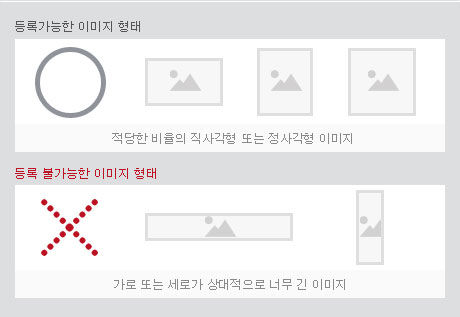 등록가능한 이미지 형태
적당한 비율의 직사각형 또는 정사각형 이미지
등록 불가능한 이미지 형태
가로 또는 세로가 상대적으로 너무 긴 이미지